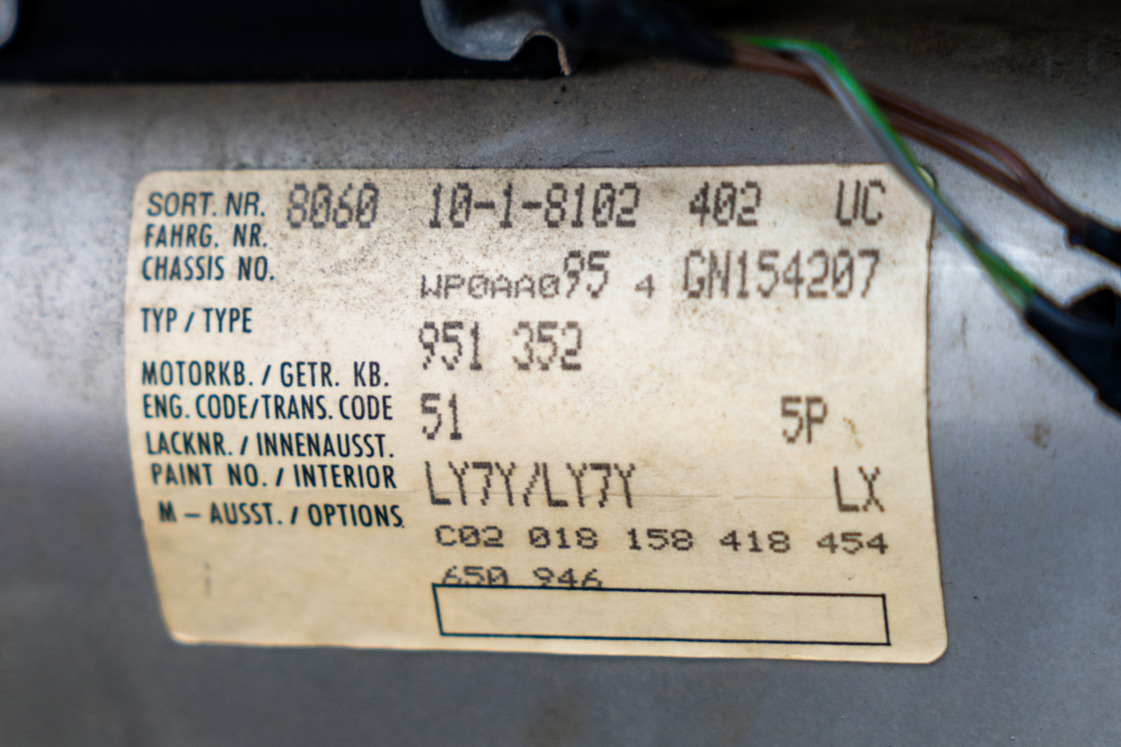 SORT. NR. 8060 10-1-8102 402 UC
FAHRG. NR.
CHASSIS NO. WP0AA095 4 GN154207
TYP / TYPE 951 352
MOTORKB. / GETR. KB.
ENG. CODE/TRANS. CODE 51 5P
LACKNR. / INNENAUSST.
PAINT NO. / INTERIOR LY7Y/LY7Y LX
M – AUSST. / OPTIONS C02 018 158 418 454
650 946